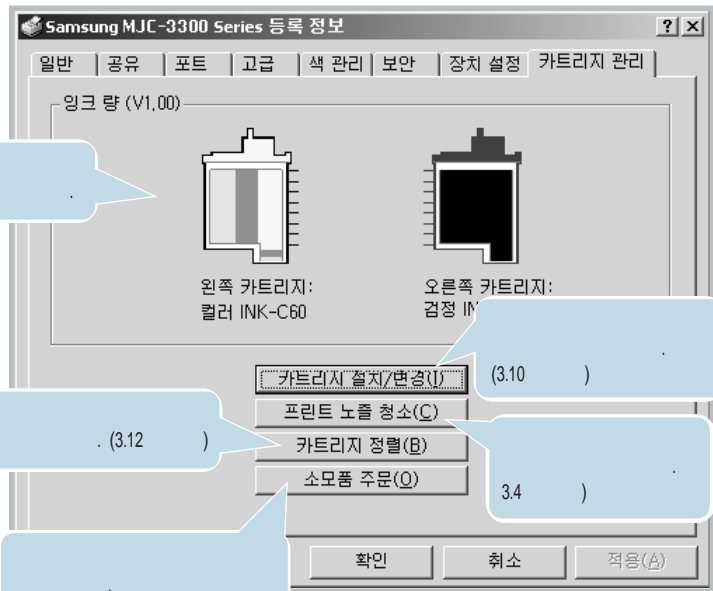 Samsung MJC-3300 Series 등록 정보
일반 공유 포트 고급 색 관리 보안 장치 설정 카트리지 관리
잉크 량 (V1,00)
.
왼쪽 카트리지: 오른쪽 카트리지:
컬러 INK-C60 검정
.
(3.10 )
카트리지 설치/변경(I)
프린트 노즐 청소(C)
. (3.12 )
카트리지 정렬(B)
.
3.4 )
소모품 주문(O)
확인 취소 적용(A)